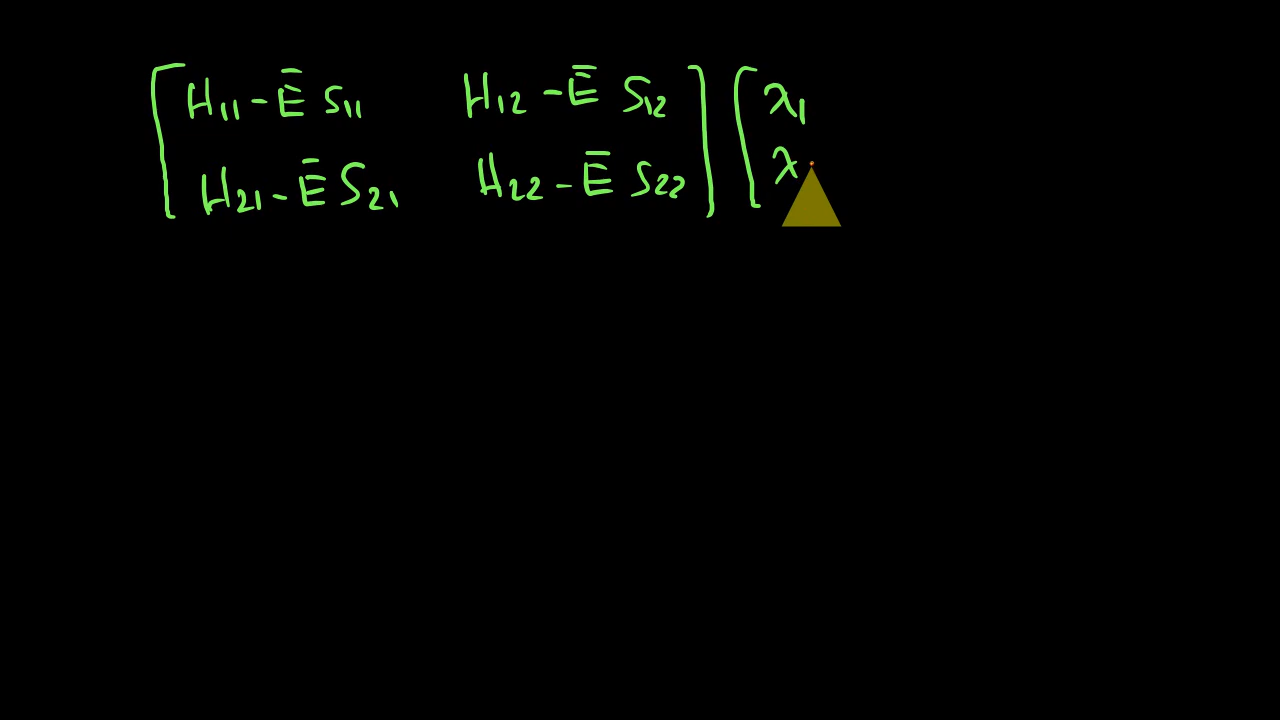 [H11 - Ē S11 H12 - Ē S12] [λ1
H21 - Ē S21 H22 - Ē S22 λ